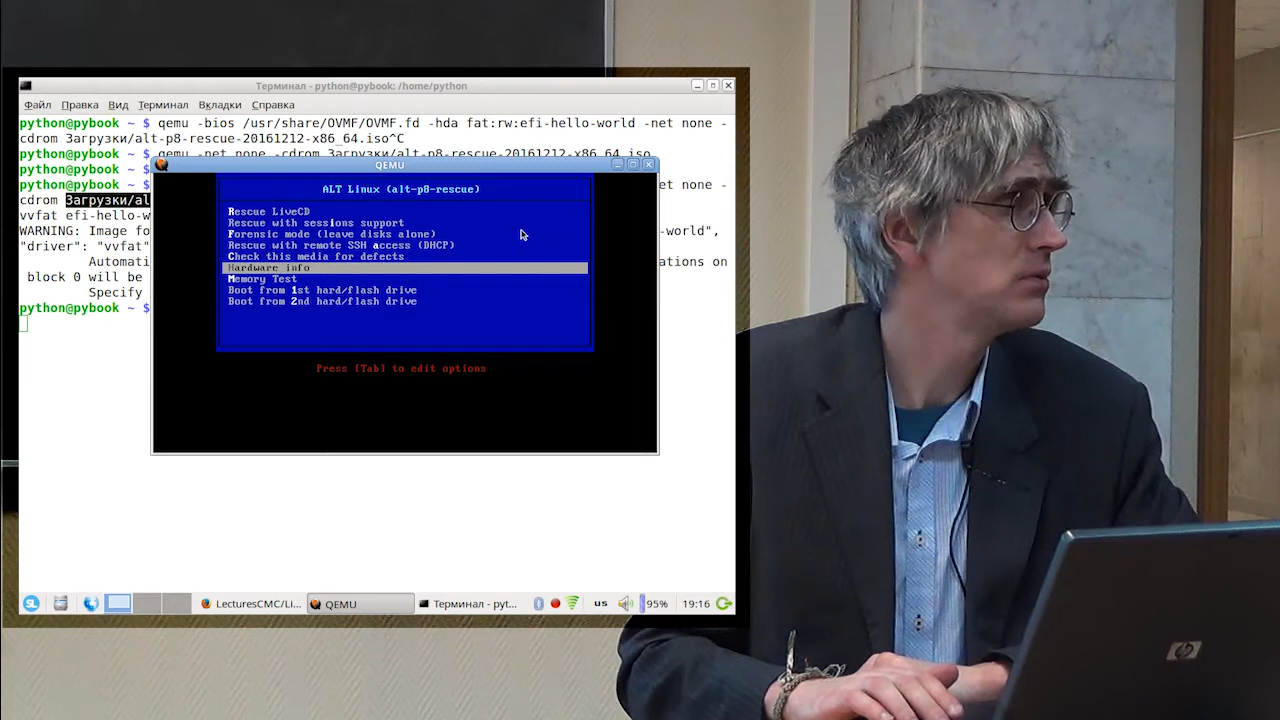 Терминал - python@pybook: /home/python
Файл Правка Вид Терминал Вкладки Справка
python@pybook ~ $ qemu -bios /usr/share/OVMF/OVMF.fd -hda fat:rw:efi-hello-world -net none -
cdrom Загрузки/alt-p8-rescue-20161212-x86_64.iso^C
python@pybook ~ $ qemu -net none -cdrom Загрузки/alt-p8-rescue-20161212-x86_64.iso
python@pybook ~ $
python@pybook ~ $ net none -
cdrom Загрузки/al
vvfat efi-hello-w
WARNING: Image fo -world",
"driver": "vvfat"
Automati ations on
block 0 will be
Specify
python@pybook ~ $
QEMU
ALT Linux (alt-p8-rescue)
Rescue LiveCD
Rescue with sessions support
Forensic mode (leave disks alone)
Rescue with remote SSH access (DHCP)
Check this media for defects
Hardware info
Memory Test
Boot from 1st hard/flash drive
Boot from 2nd hard/flash drive
Press [Tab] to edit options
LecturesCMC/Li... QEMU Терминал - pyt... us 95% 19:16
hp